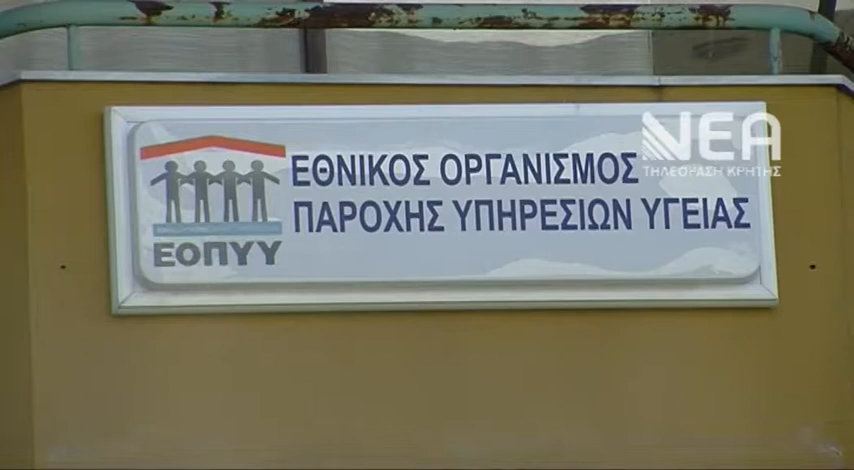 ΕΘΝΙΚΟΣ ΟΡΓΑΝΙΣΜΟΣ
ΠΑΡΟΧΗΣ ΥΠΗΡΕΣΙΩΝ ΥΓΕΙΑΣ
ΕΟΠΥΥ
ΝΕΑ
ΤΗΛΕΟΡΑΣΗ ΚΡΗΤΗΣ